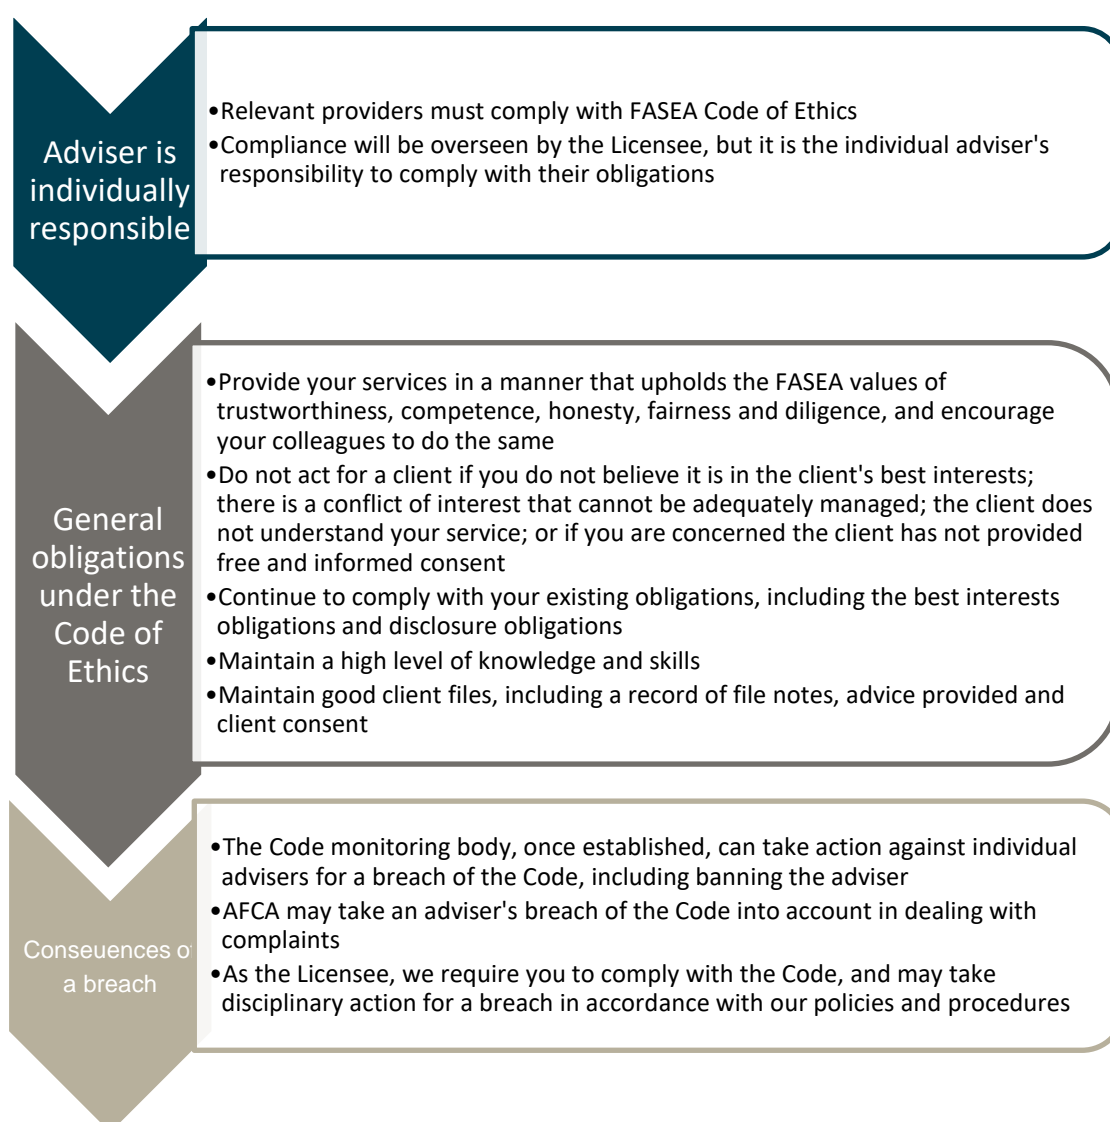 Adviser is
individually
responsible
•Relevant providers must comply with FASEA Code of Ethics
•Compliance will be overseen by the Licensee, but it is the individual adviser's
responsibility to comply with their obligations
General
obligations
under the
Code of
Ethics
•Provide your services in a manner that upholds the FASEA values of
trustworthiness, competence, honesty, fairness and diligence, and encourage
your colleagues to do the same
•Do not act for a client if you do not believe it is in the client's best interests;
there is a conflict of interest that cannot be adequately managed; the client does
not understand your service; or if you are concerned the client has not provided
free and informed consent
•Continue to comply with your existing obligations, including the best interests
obligations and disclosure obligations
•Maintain a high level of knowledge and skills
•Maintain good client files, including a record of file notes, advice provided and
client consent
Conseuences of
a breach
•The Code monitoring body, once established, can take action against individual
advisers for a breach of the Code, including banning the adviser
•AFCA may take an adviser's breach of the Code into account in dealing with
complaints
•As the Licensee, we require you to comply with the Code, and may take
disciplinary action for a breach in accordance with our policies and procedures